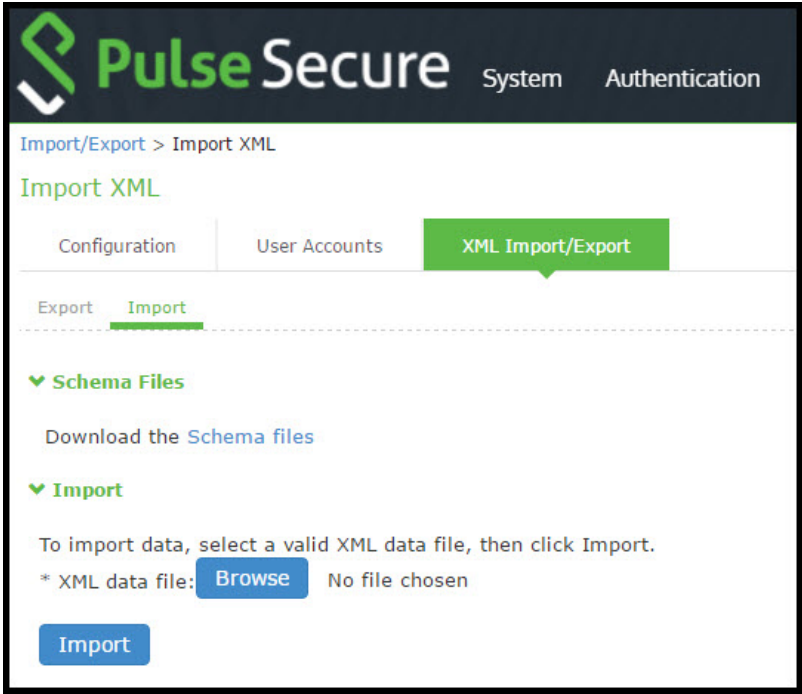 Pulse Secure System Authentication
Import/Export > Import XML
Import XML
Configuration User Accounts XML Import/Export
Export Import
Schema Files
Download the Schema files
Import
To import data, select a valid XML data file, then click Import.
* XML data file: Browse No file chosen
Import